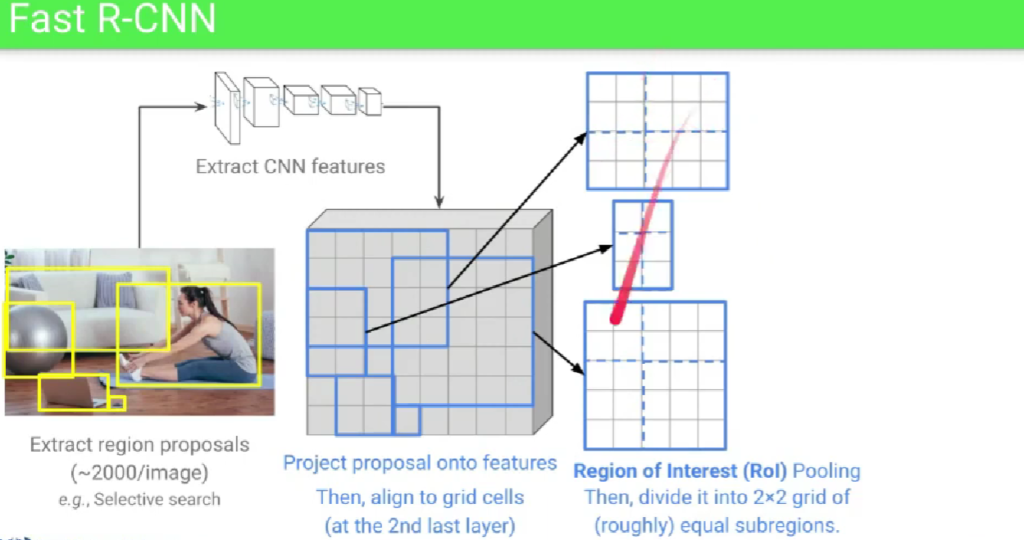 Fast R-CNN
Extract CNN features
Extract region proposals
(~2000/image)
e.g., Selective search
Project proposal onto features
Then, align to grid cells
(at the 2nd last layer)
Region of Interest (RoI) Pooling
Then, divide it into 2×2 grid of
(roughly) equal subregions.